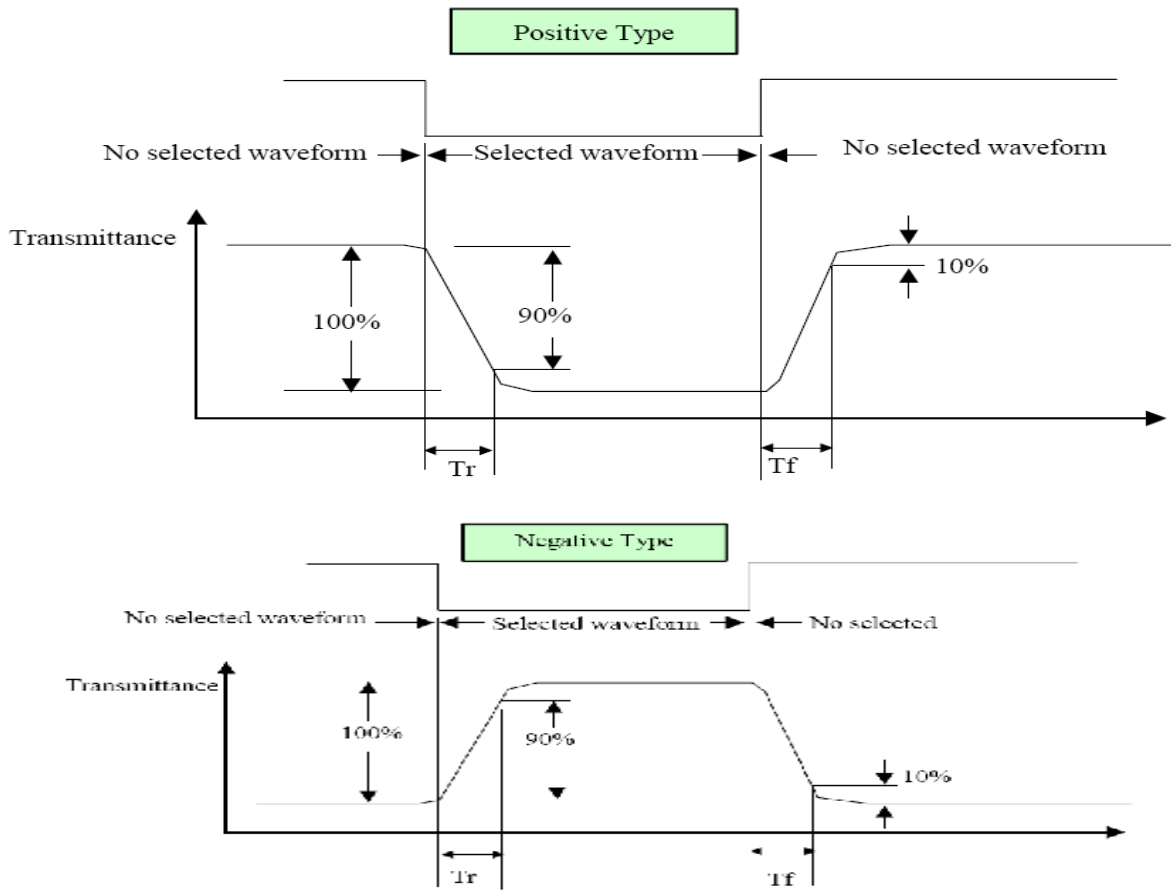 Positive Type
No selected waveform
Selected waveform
No selected waveform
Transmittance
100%
90%
10%
Tr
Tf
Negative Type
No selected waveform
Selected waveform
No selected
Transmittance
100%
90%
10%
Tr
Tf